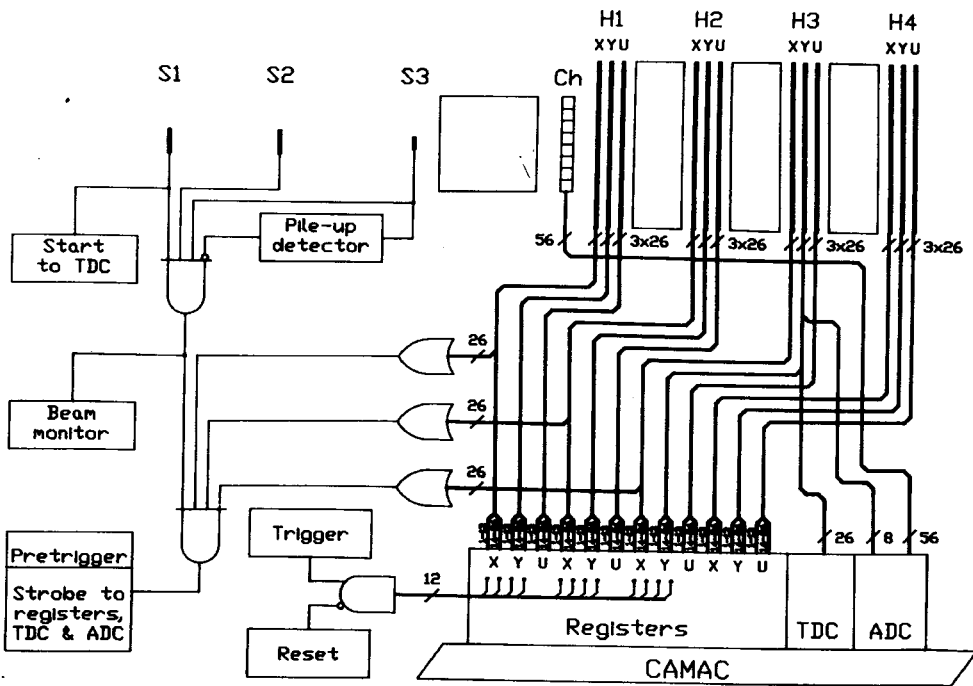 H1 H2 H3 H4
XYU XYU XYU XYU
S1 S2 S3 Ch
Start
to TDC
Pile-up
detector
56 3x26 3x26 3x26 3x26
26
Beam
monitor
26
26
Pretrigger
Strobe to
registers,
TDC & ADC
Trigger
Reset
12
26 8 56
X Y U X Y U X Y U X Y U
Registers TDC ADC
CAMAC